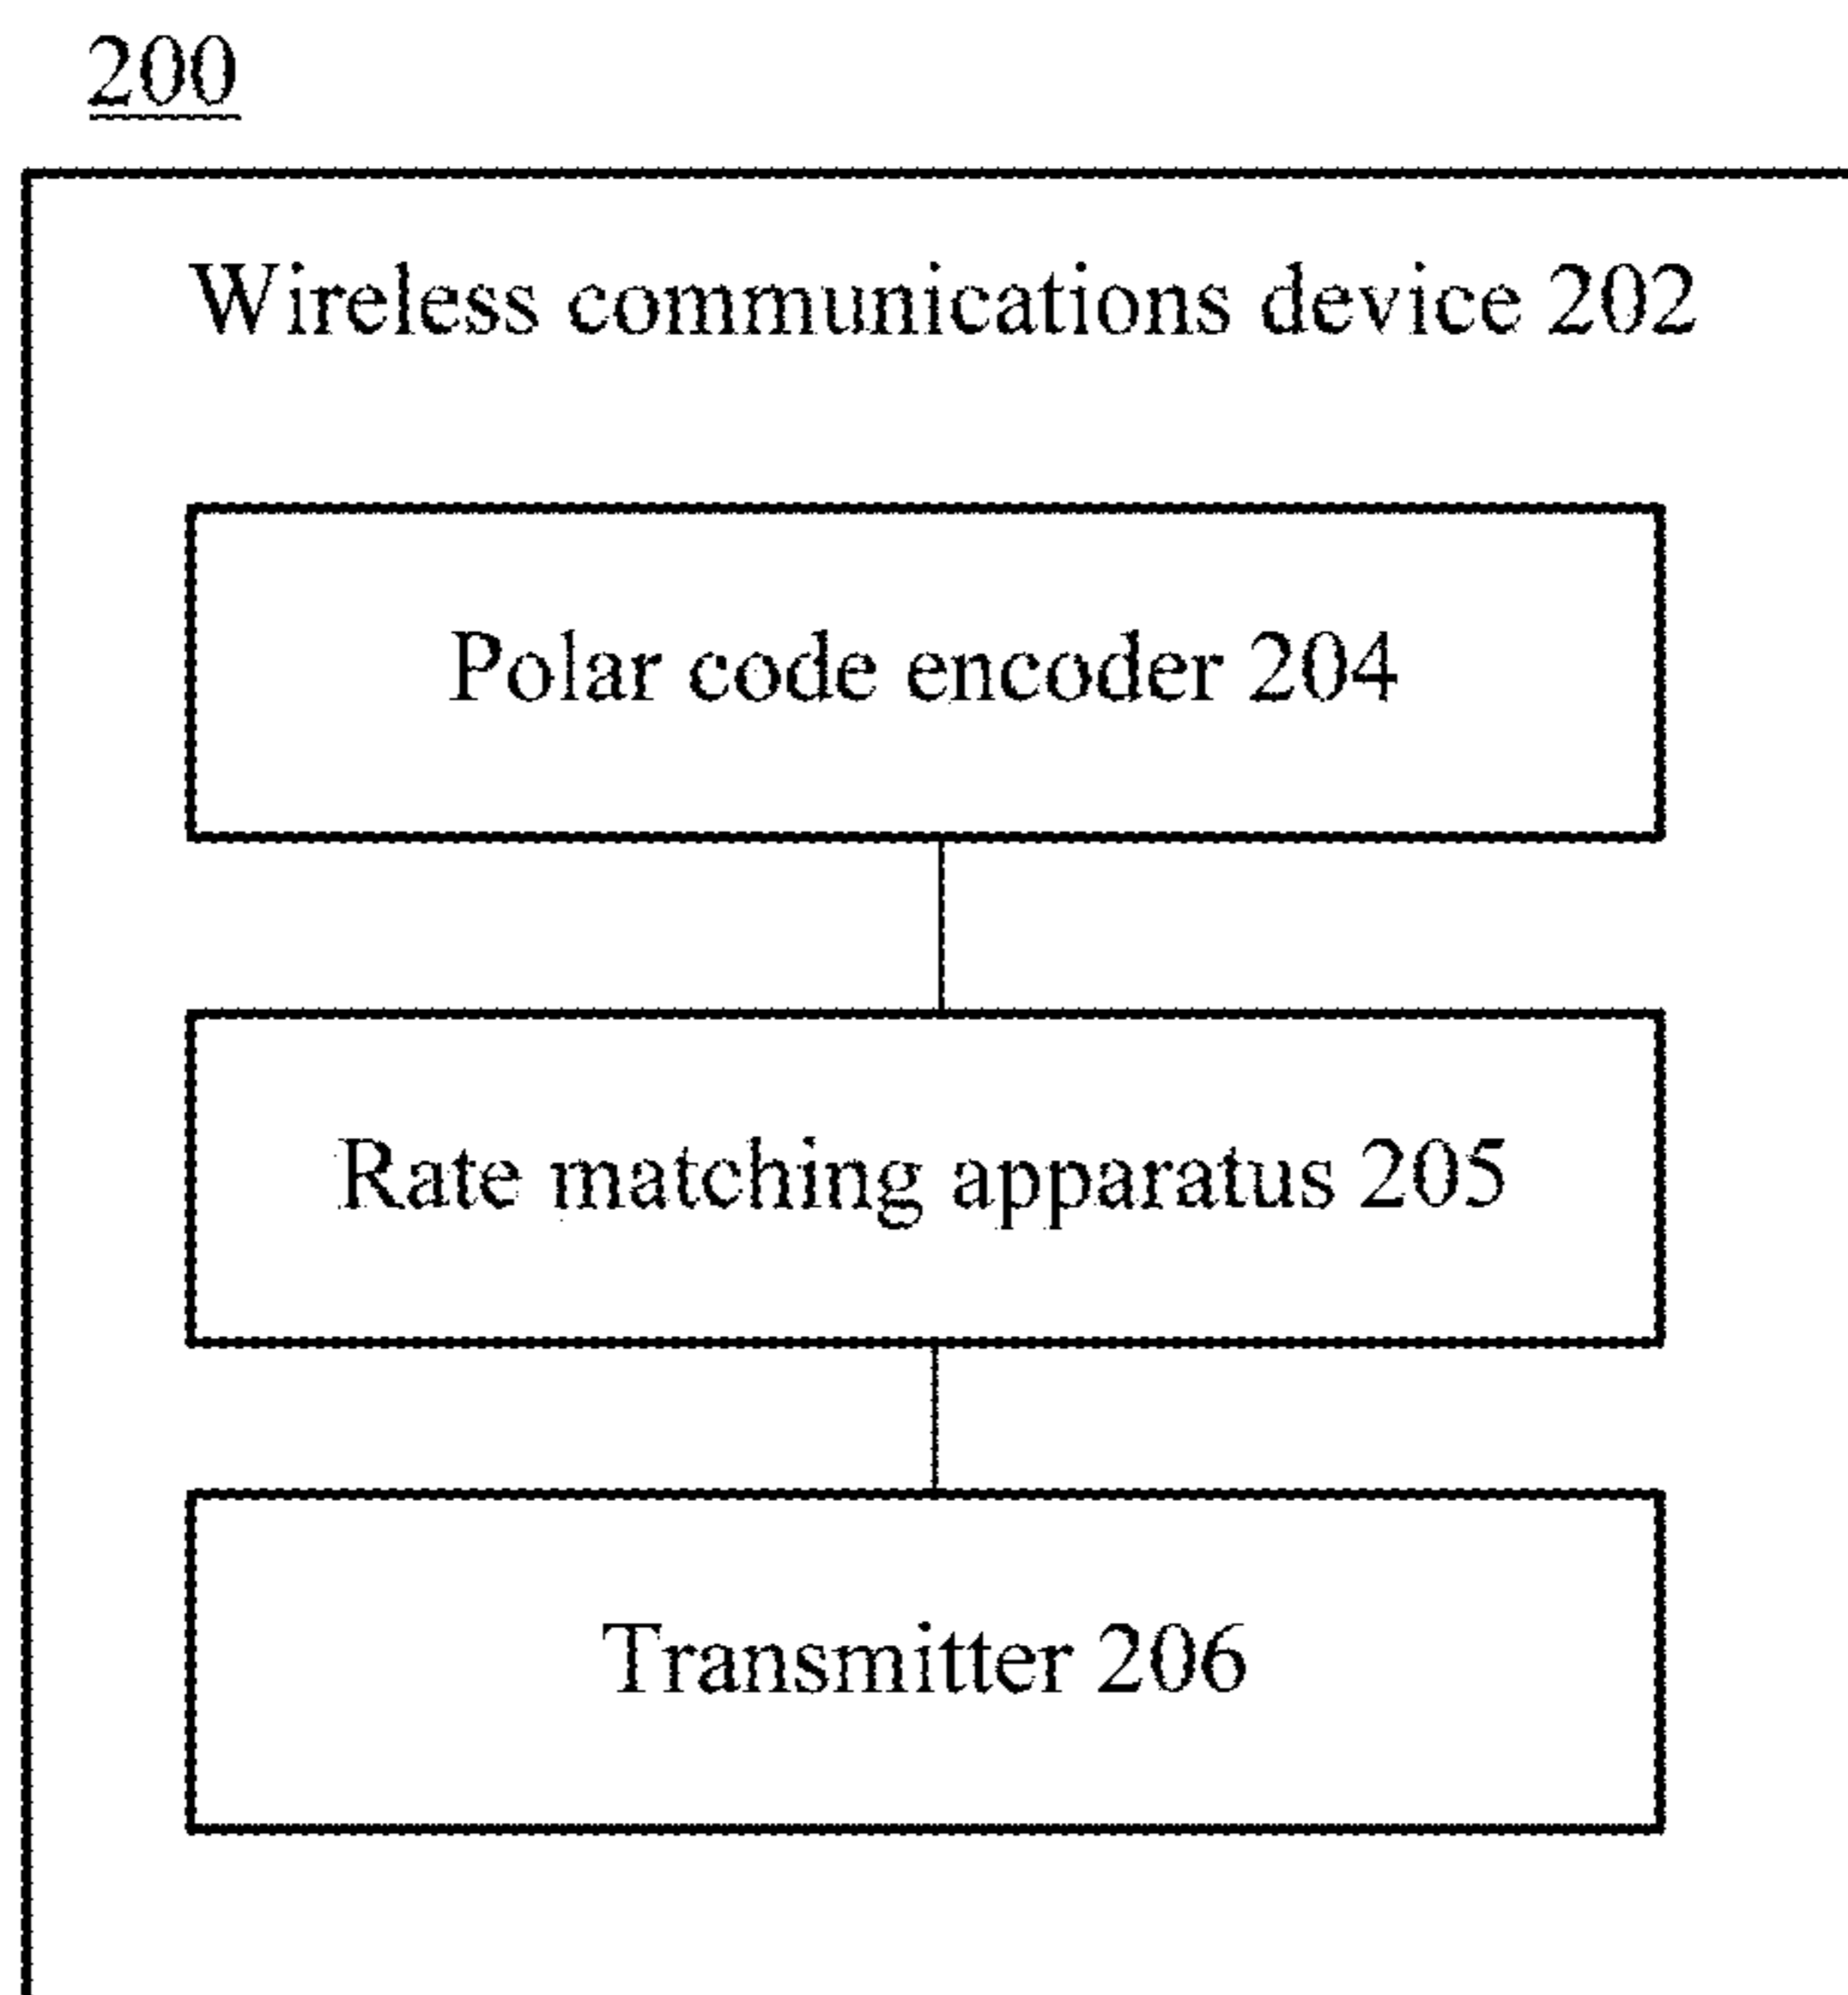 200
Wireless communications device 202
Polar code encoder 204
Rate matching apparatus 205
Transmitter 206